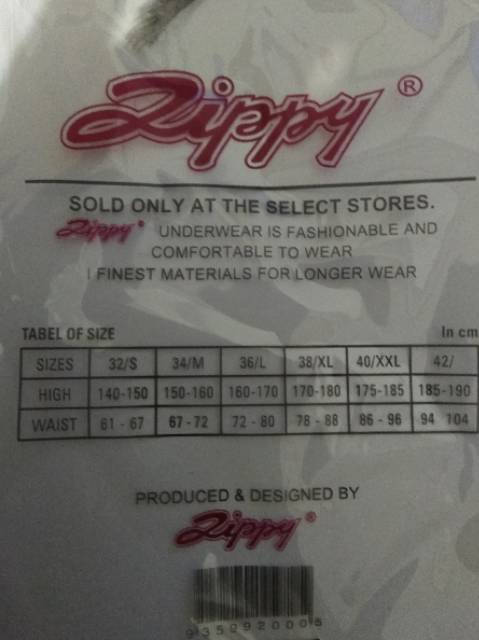 Zippy ®
SOLD ONLY AT THE SELECT STORES.
Zippy® UNDERWEAR IS FASHIONABLE AND
COMFORTABLE TO WEAR
FINEST MATERIALS FOR LONGER WEAR
TABEL OF SIZE In cm
SIZES 32/S 34/M 36/L 38/XL 40/XXL 42/
HIGH 140-150 150-160 160-170 170-180 175-185 185-190
WAIST 61 - 67 67 - 72 72 - 80 78 - 88 86 - 96 94 104
PRODUCED & DESIGNED BY
Zippy®